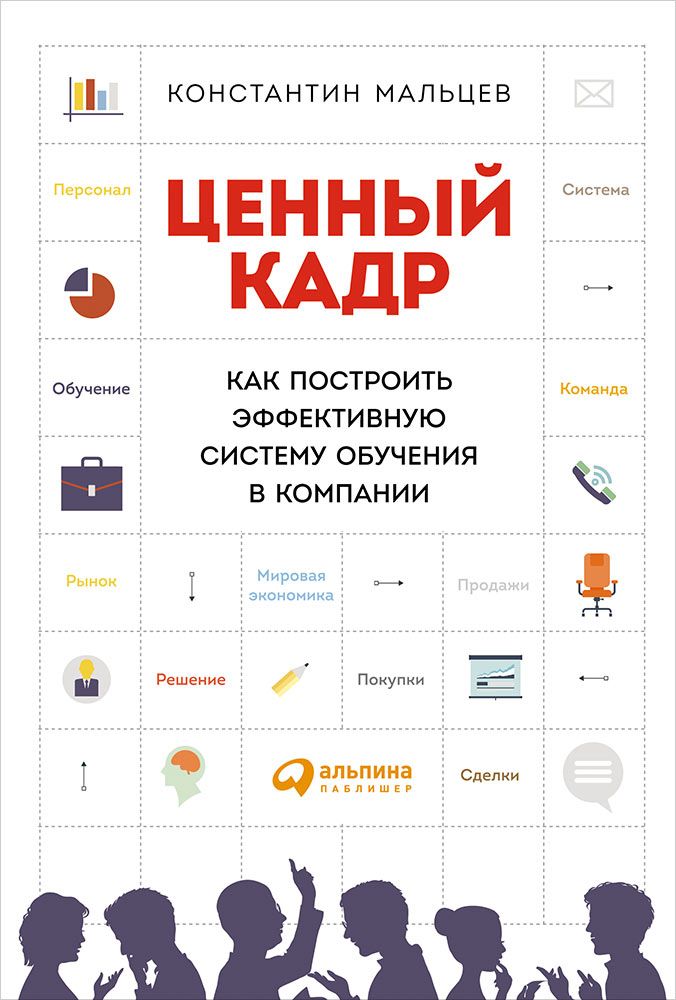 КОНСТАНТИН МАЛЬЦЕВ
Персонал
ЦЕННЫЙ
Система
КАДР
Обучение
КАК ПОСТРОИТЬ
Команда
ЭФФЕКТИВНУЮ
СИСТЕМУ ОБУЧЕНИЯ
В КОМПАНИИ
Рынок
Мировая
экономика
Продажи
Решение
Покупки
альпина
ПАБЛИШЕР
Сделки